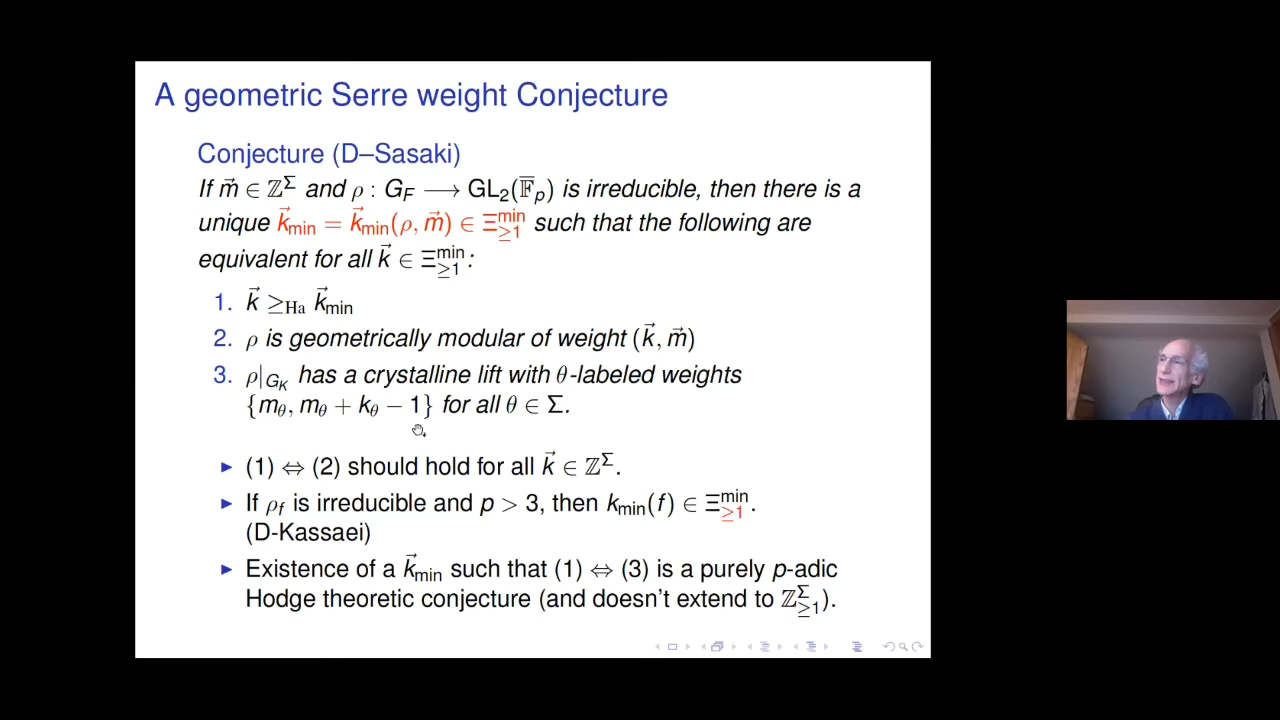 A geometric Serre weight Conjecture
Conjecture (D–Sasaki)
If m⃗ ∈ ℤ^Σ and ρ : G_F ⟶ GL₂(F̅_p) is irreducible, then there is a
unique k⃗_min = k⃗_min(ρ, m⃗) ∈ Ξ^min_≥1 such that the following are
equivalent for all k⃗ ∈ Ξ^min_≥1 :
1. k⃗ ≥_Ha k⃗_min
2. ρ is geometrically modular of weight (k⃗, m⃗)
3. ρ|_G_K has a crystalline lift with θ-labeled weights
{m_θ, m_θ + k_θ − 1} for all θ ∈ Σ.
▶ (1) ⇔ (2) should hold for all k⃗ ∈ ℤ^Σ.
▶ If ρ_f is irreducible and p > 3, then k_min(f) ∈ Ξ^min_≥1.
(D-Kassaei)
▶ Existence of a k⃗_min such that (1) ⇔ (3) is a purely p-adic
Hodge theoretic conjecture (and doesn't extend to ℤ^Σ_≥1).